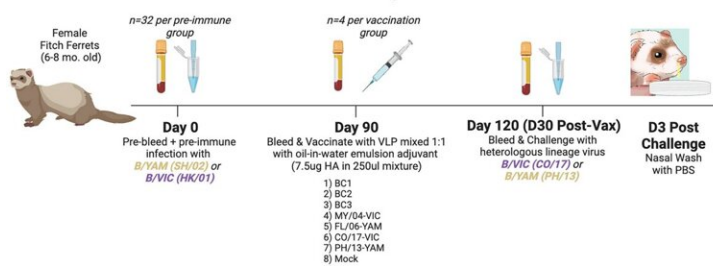 Female
Fitch Ferrets
(6-8 mo. old)
n=32 per pre-immune
group
n=4 per vaccination
group
Day 0
Pre-bleed + pre-immune
infection with
B/YAM (SH/02) or
B/VIC (HK/01)
Day 90
Bleed & Vaccinate with VLP mixed 1:1
with oil-in-water emulsion adjuvant
(7.5ug HA in 250ul mixture)
1) BC1
2) BC2
3) BC3
4) MY/04-VIC
5) FL/06-YAM
6) CO/17-VIC
7) PH/13-YAM
8) Mock
Day 120 (D30 Post-Vax)
Bleed & Challenge with
heterologous lineage virus
B/VIC (CO/17) or
B/YAM (PH/13)
D3 Post
Challenge
Nasal Wash
with PBS